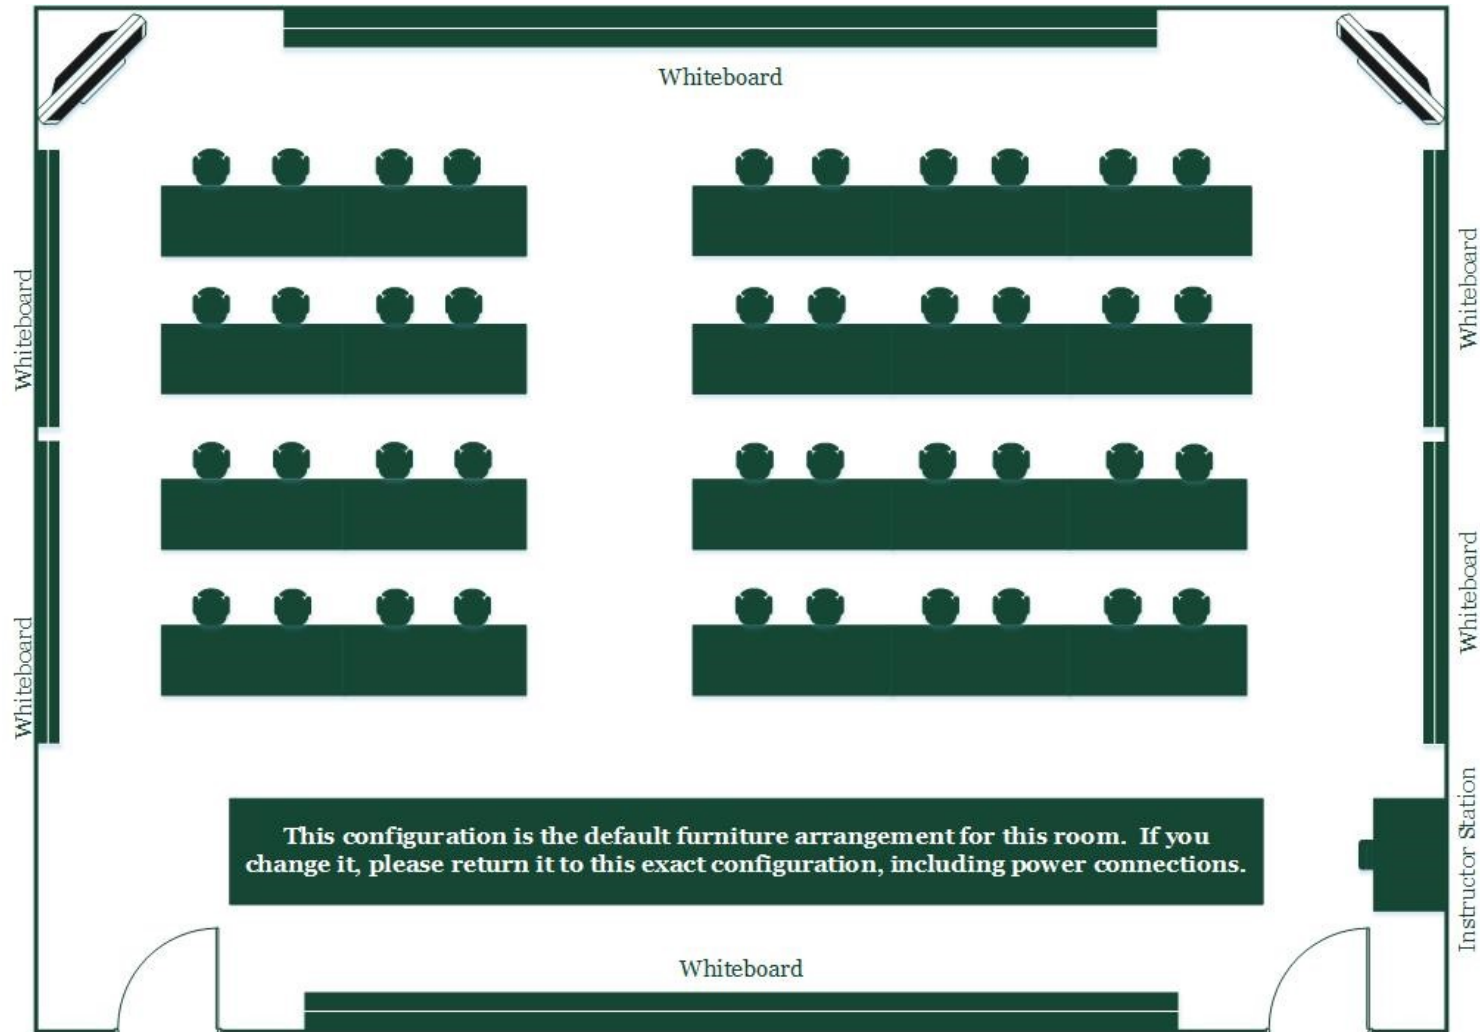 Whiteboard
Whiteboard
Whiteboard
Whiteboard
Whiteboard
This configuration is the default furniture arrangement for this room. If you
change it, please return it to this exact configuration, including power connections.
Instructor Station
Whiteboard